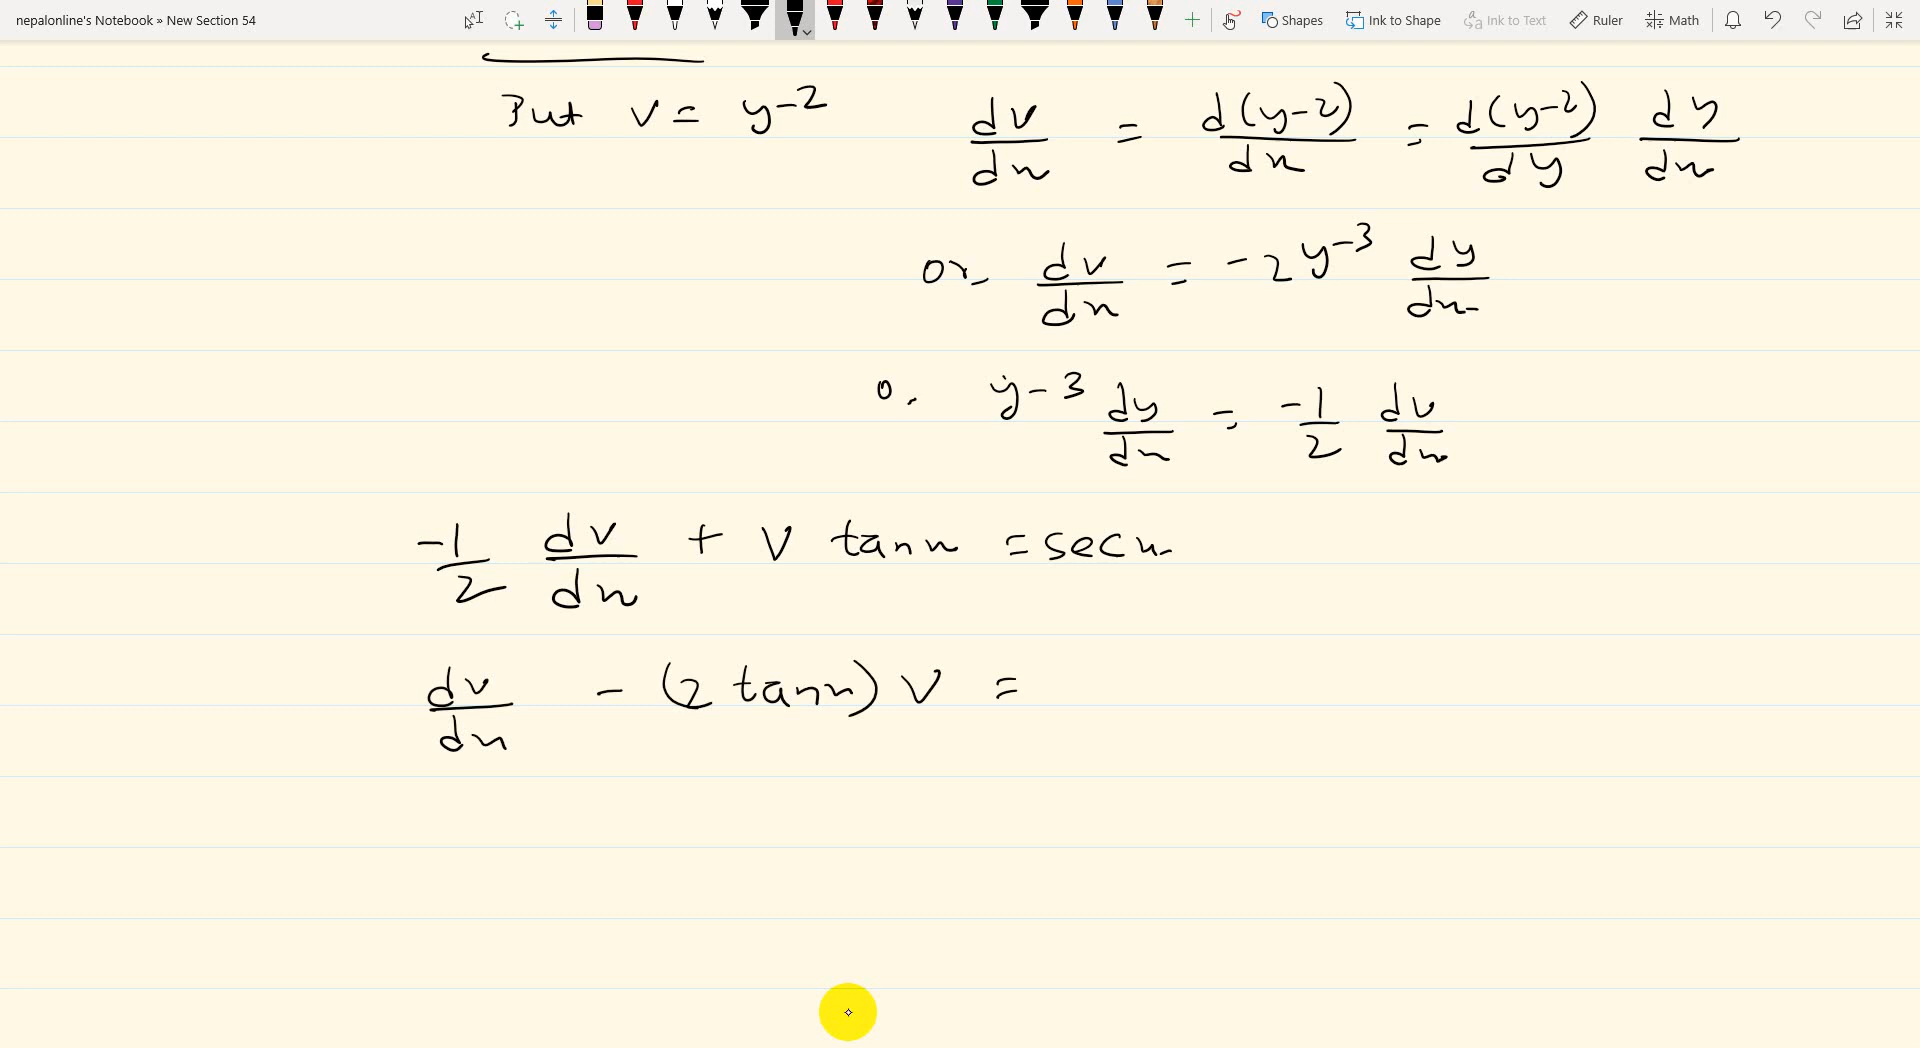 nepalonline's Notebook » New Section 54
Shapes Ink to Shape Ink to Text Ruler Math
Put v = y⁻² dv/dx = d(y⁻²)/dx = d(y⁻²)/dy dy/dx
or, dv/dx = -2y⁻³ dy/dx
o, y⁻³ dy/dx = -1/2 dv/dx
-1/2 dv/dx + v tanx = secx
dv/dx - (2 tanx) v =